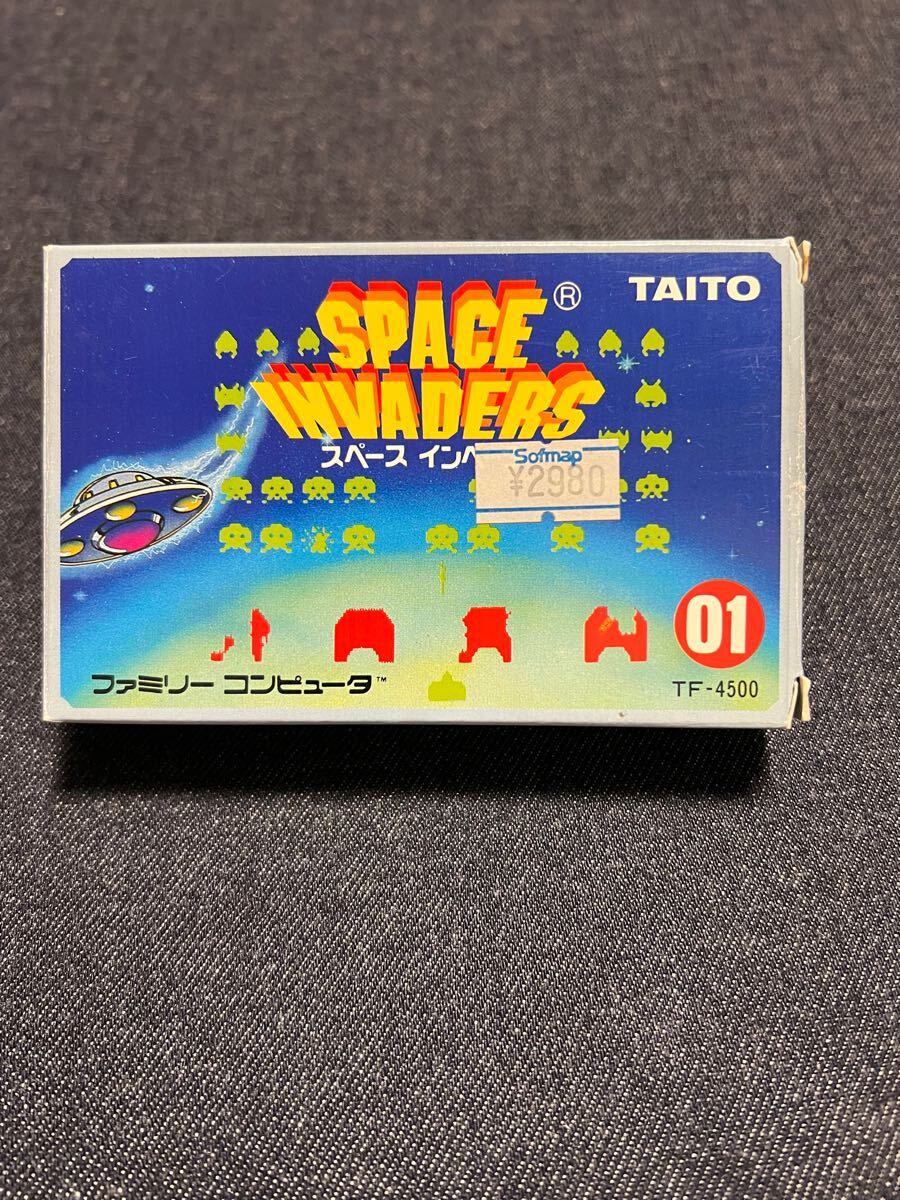 SPACE ®
TAITO
INVADERS
スペース インベ
Sofmap
¥2980
01
ファミリー コンピュータ™
TF-4500